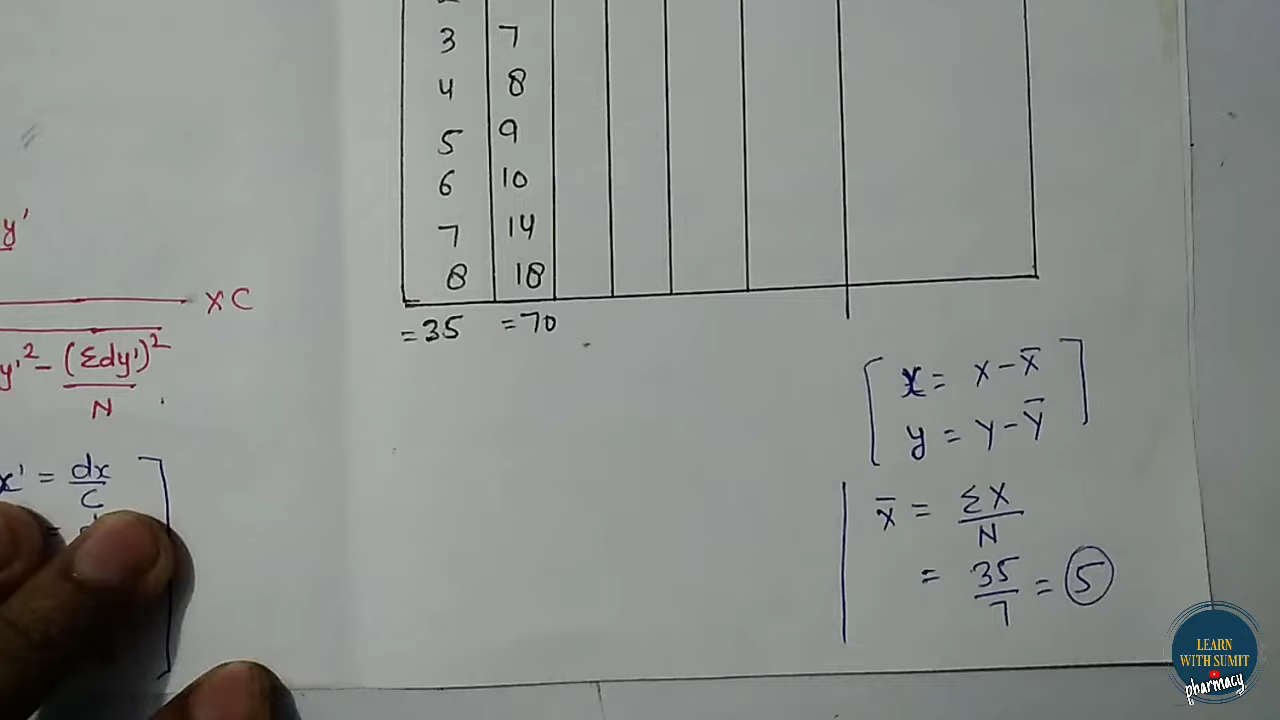 3 7
4 8
5 9
6 10
7 14
8 18
=35 =70
y'
x C
y'² - (Σdy')²
N
x' = dx
C
[ x = X - X̄ ]
y = Y - Ȳ
X̄ = ΣX
N
= 35
7 = 5
LEARN
WITH SUMIT
pharmacy